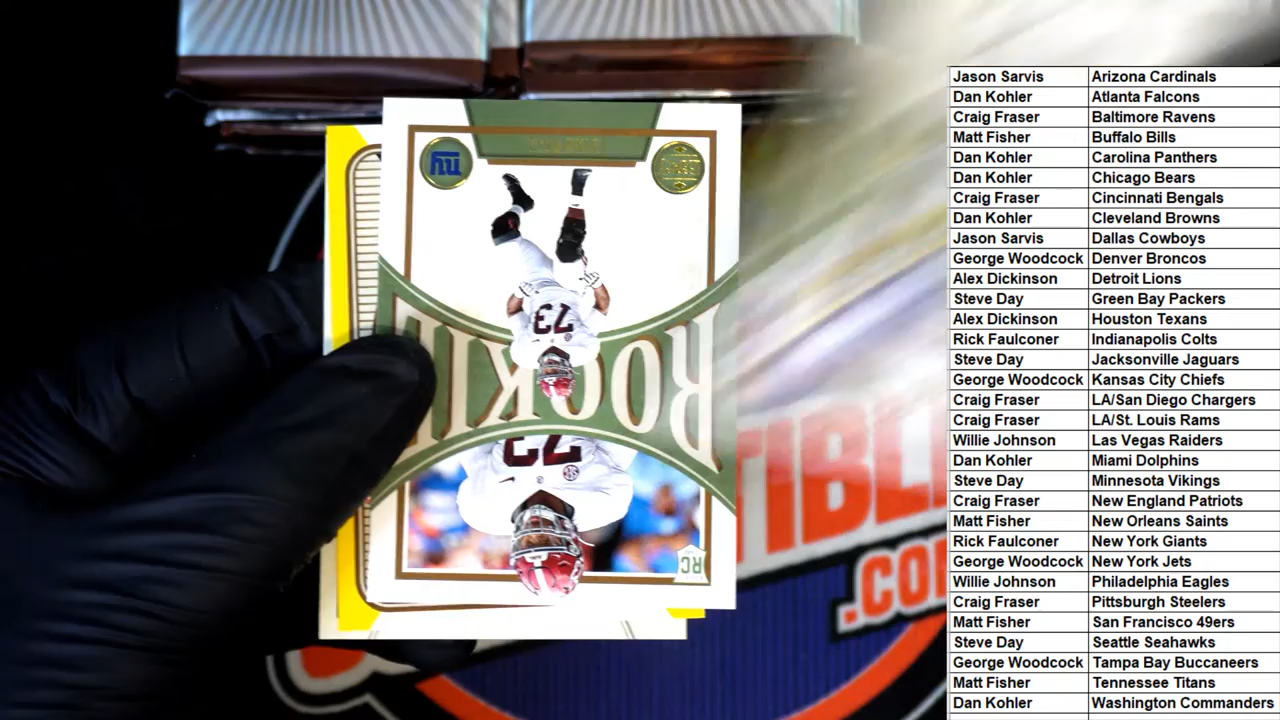 ny
ROOKIE
73
73
RC
TIBL
.CO
Jason Sarvis Arizona Cardinals
Dan Kohler Atlanta Falcons
Craig Fraser Baltimore Ravens
Matt Fisher Buffalo Bills
Dan Kohler Carolina Panthers
Dan Kohler Chicago Bears
Craig Fraser Cincinnati Bengals
Dan Kohler Cleveland Browns
Jason Sarvis Dallas Cowboys
George Woodcock Denver Broncos
Alex Dickinson Detroit Lions
Steve Day Green Bay Packers
Alex Dickinson Houston Texans
Rick Faulconer Indianapolis Colts
Steve Day Jacksonville Jaguars
George Woodcock Kansas City Chiefs
Craig Fraser LA/San Diego Chargers
Craig Fraser LA/St. Louis Rams
Willie Johnson Las Vegas Raiders
Dan Kohler Miami Dolphins
Steve Day Minnesota Vikings
Craig Fraser New England Patriots
Matt Fisher New Orleans Saints
Rick Faulconer New York Giants
George Woodcock New York Jets
Willie Johnson Philadelphia Eagles
Craig Fraser Pittsburgh Steelers
Matt Fisher San Francisco 49ers
Steve Day Seattle Seahawks
George Woodcock Tampa Bay Buccaneers
Matt Fisher Tennessee Titans
Dan Kohler Washington Commanders